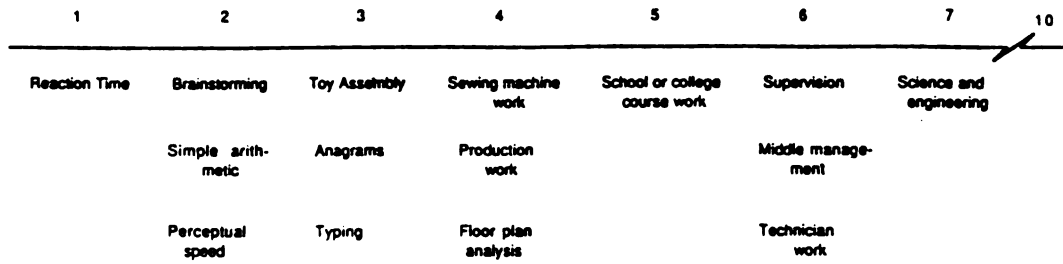 1 2 3 4 5 6 7 10
Reaction Time Brainstorming Toy Assembly Sewing machine School or college Supervision Science and
work course work engineering
Simple arith- Anagrams Production Middle manage-
metic work ment
Perceptual Typing Floor plan Technician
speed analysis work